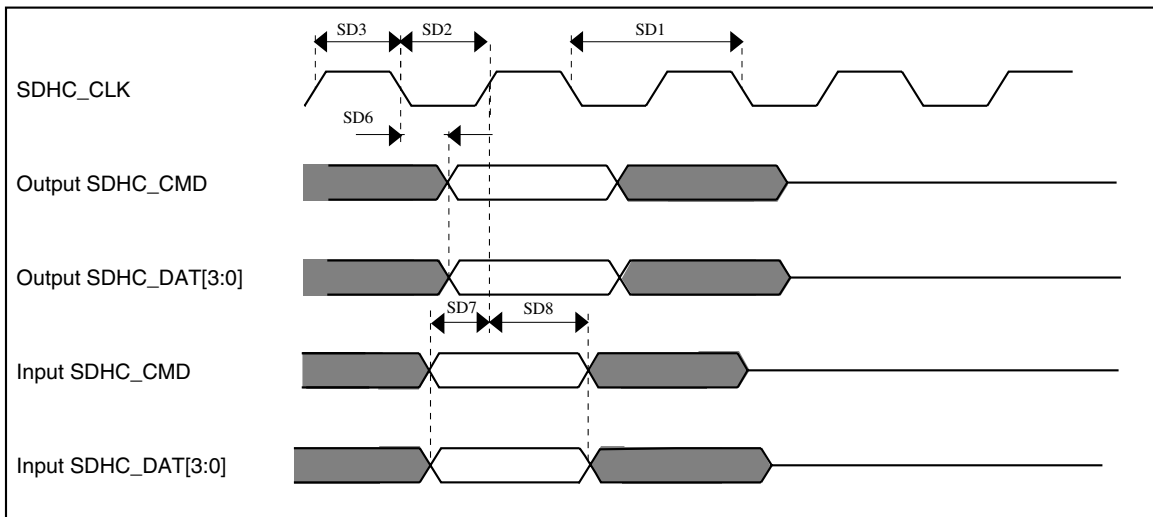 SD3
SD2
SD1
SDHC_CLK
SD6
Output SDHC_CMD
Output SDHC_DAT[3:0]
SD7
SD8
Input SDHC_CMD
Input SDHC_DAT[3:0]